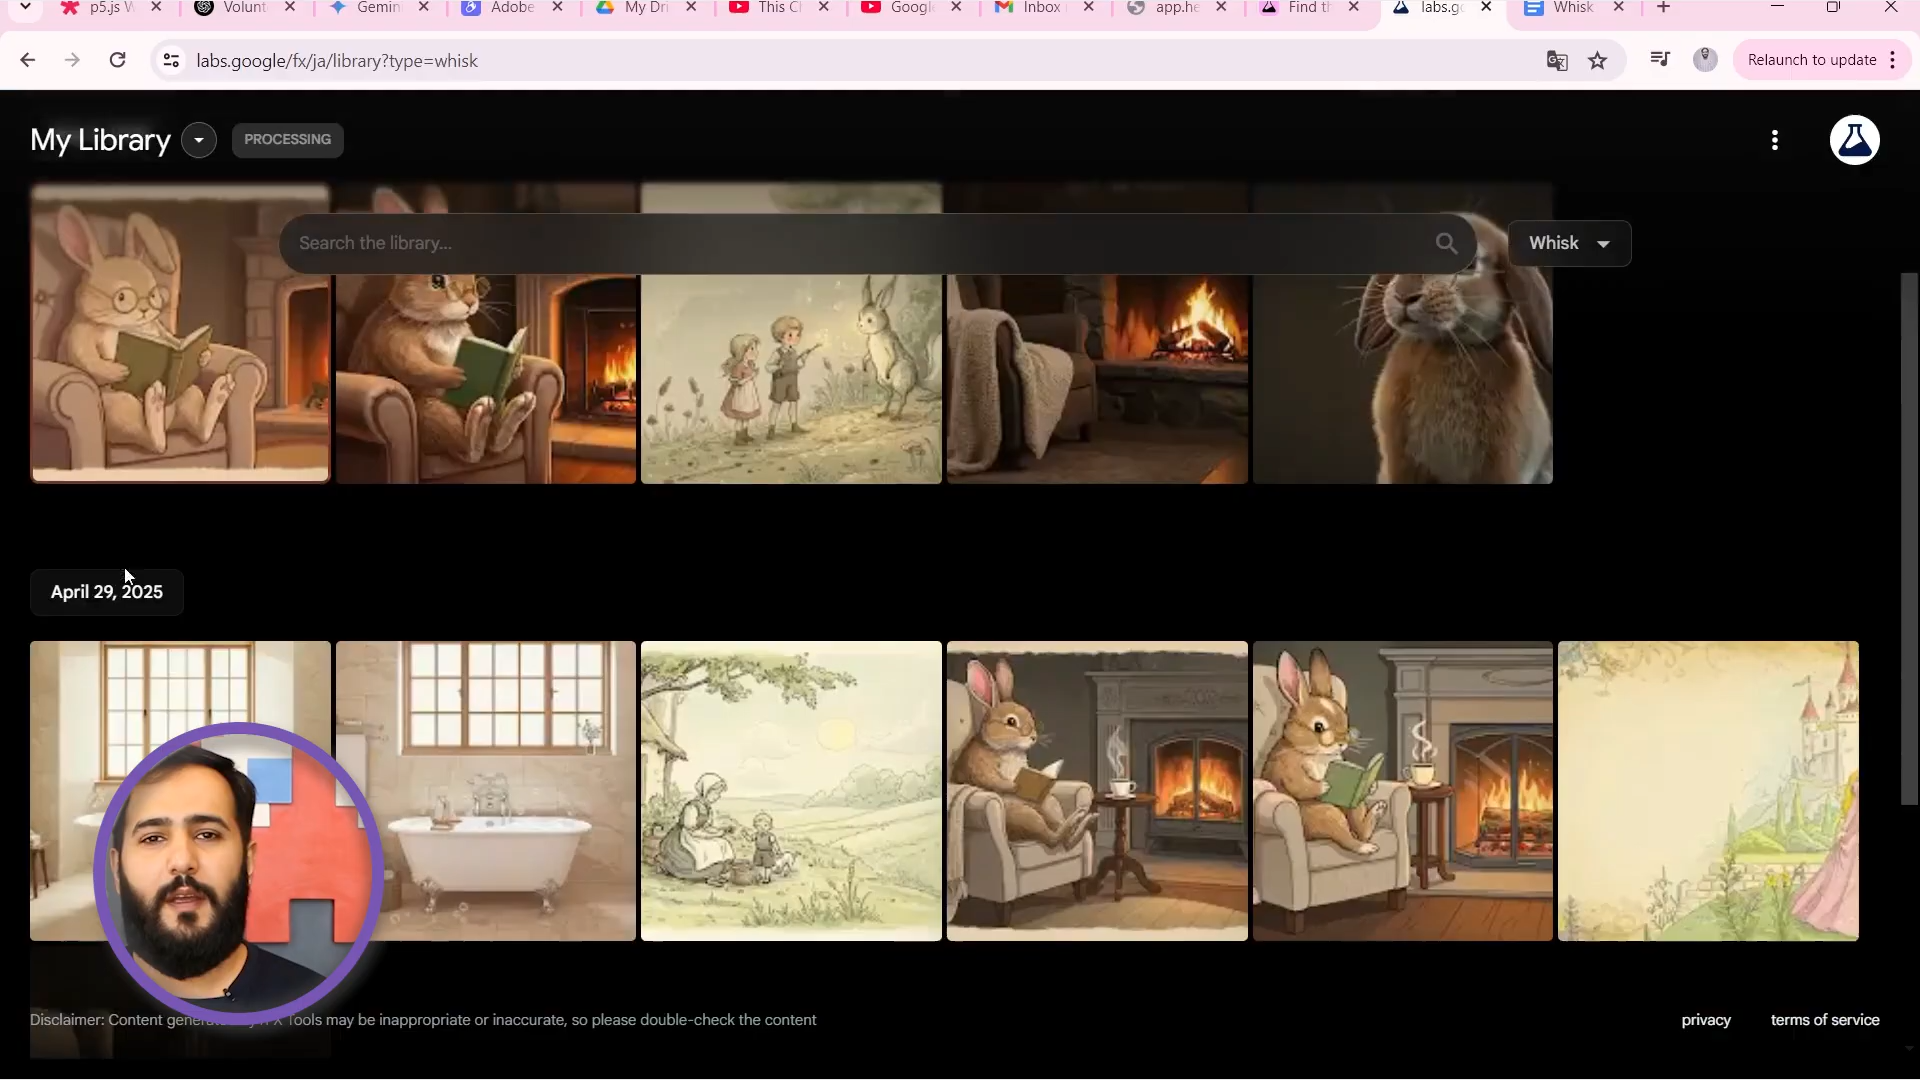 p5.js W
Volunt
Gemin
Adobe
My Dri
This C
Googl
Inbox
app.he
Find th
labs.go
Whisk
labs.google/fx/ja/library?type=whisk
Relaunch to update
My Library
PROCESSING
Search the library...
Whisk
April 29, 2025
Disclaimer: Content gene
Tools may be inappropriate or inaccurate, so please double-check the content
privacy
terms of service